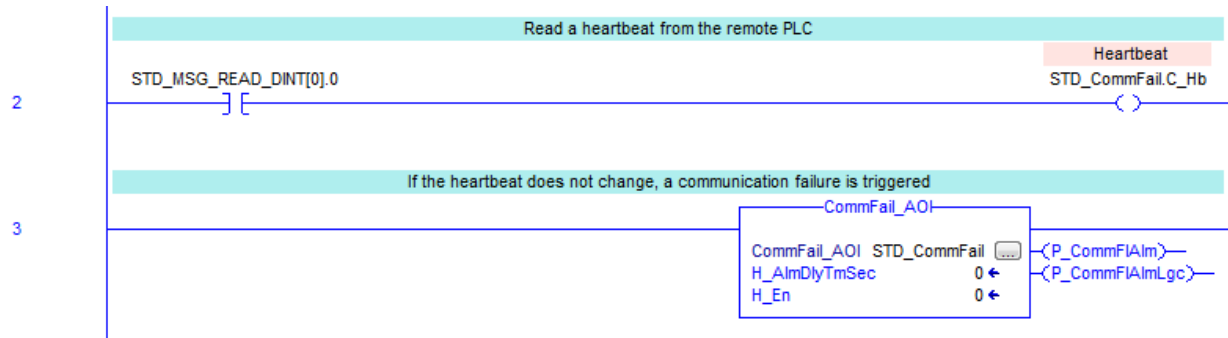 Read a heartbeat from the remote PLC
Heartbeat
STD_MSG_READ_DINT[0].0 STD_CommFail.C_Hb
2
If the heartbeat does not change, a communication failure is triggered
3
CommFail_AOI
CommFail_AOI STD_CommFail ... P_CommFlAlm
H_AlmDlyTmSec 0 P_CommFlAlmLgc
H_En 0